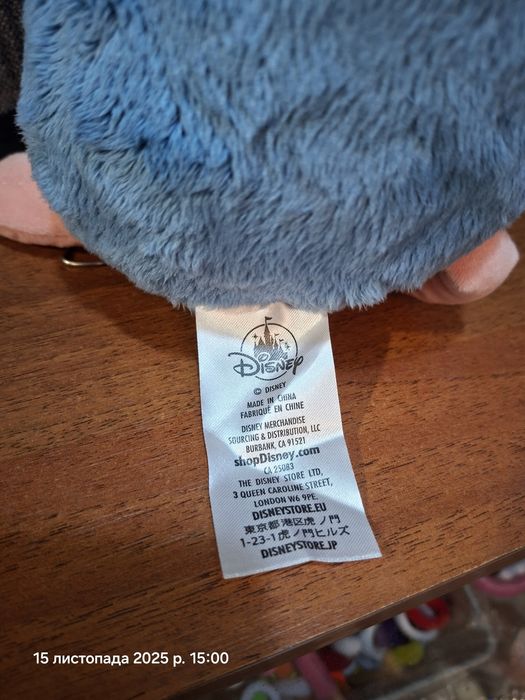 DISNEY
© DISNEY
MADE IN CHINA
FABRIQUÉ EN CHINE
DISNEY MERCHANDISE
SOURCING & DISTRIBUTION, LLC
BURBANK, CA 91521
shopDisney.com
CA 25083
THE DISNEY STORE LTD,
3 QUEEN CAROLINE STREET,
LONDON W6 9PE.
DISNEYSTORE.EU
東京都港区虎ノ門
1-23-1虎ノ門ヒルズ
DISNEYSTORE.JP
15 листопада 2025 р. 15:00